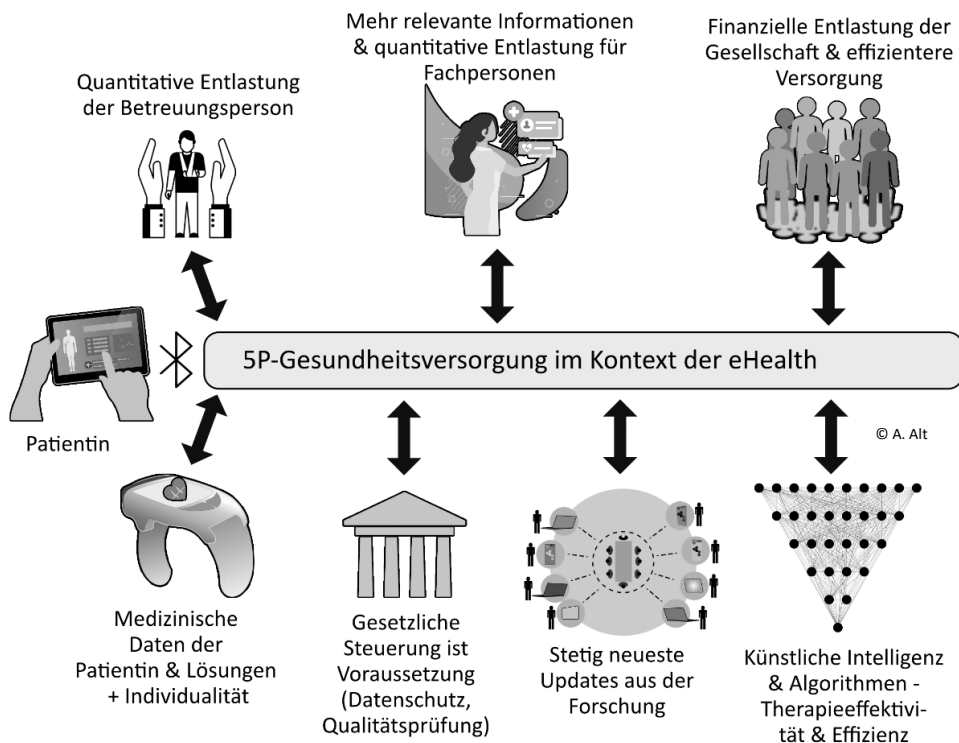 Quantitative Entlastung
der Betreuungsperson
Mehr relevante Informationen
& quantitative Entlastung für
Fachpersonen
Finanzielle Entlastung der
Gesellschaft & effizientere
Versorgung
5P-Gesundheitsversorgung im Kontext der eHealth
Patientin
© A. Alt
Medizinische
Daten der
Patientin & Lösungen
+ Individualität
Gesetzliche
Steuerung ist
Voraussetzung
(Datenschutz,
Qualitätsprüfung)
Stetig neueste
Updates aus der
Forschung
Künstliche Intelligenz
& Algorithmen -
Therapieeffektivi-
tät & Effizienz